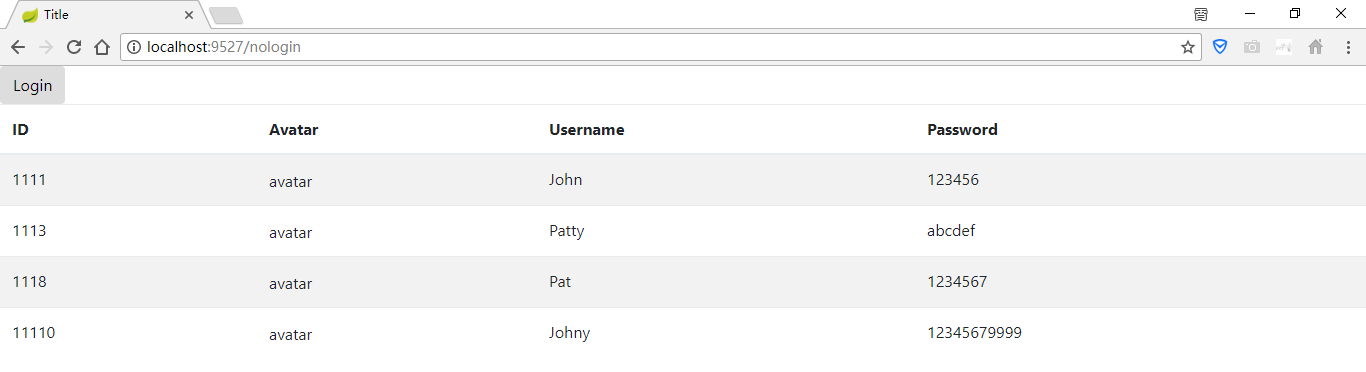 Title
localhost:9527/nologin
Login
ID Avatar Username Password
1111 avatar John 123456
1113 avatar Patty abcdef
1118 avatar Pat 1234567
11110 avatar Johny 12345679999